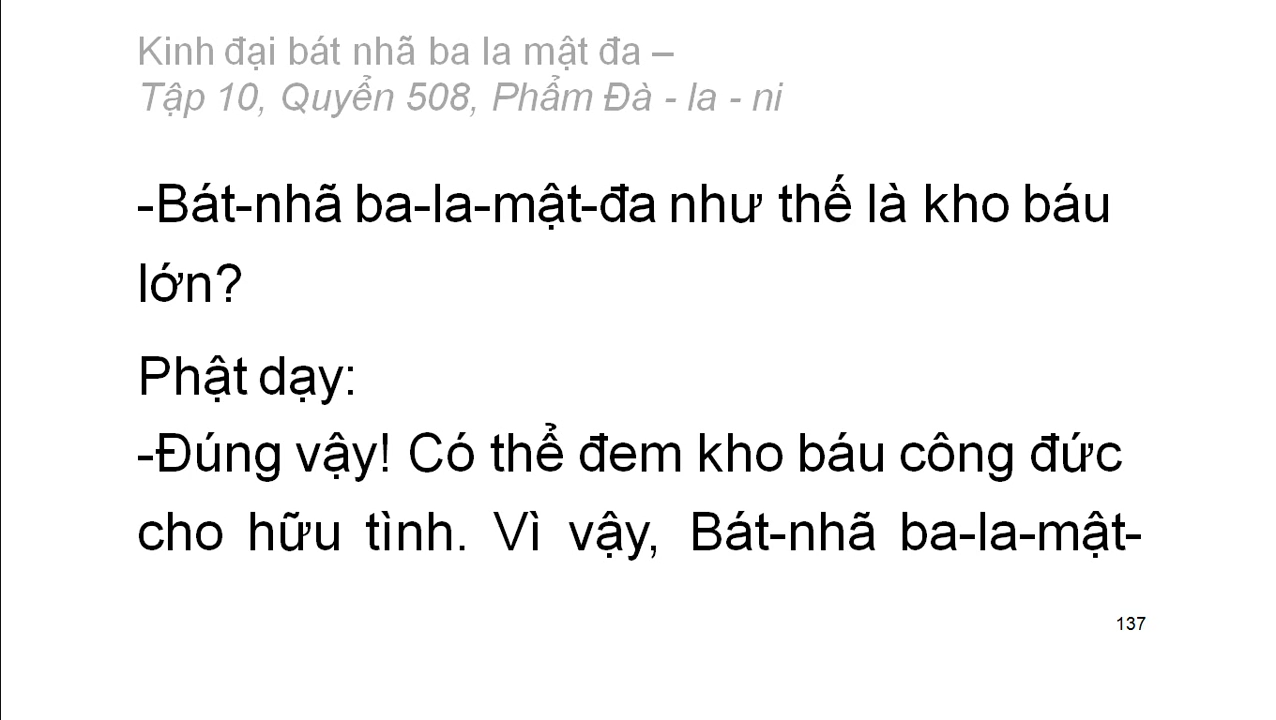 Kinh đại bát nhã ba la mật đa –
Tập 10, Quyển 508, Phẩm Đà - la - ni
-Bát-nhã ba-la-mật-đa như thế là kho báu
lớn?
Phật dạy:
-Đúng vậy! Có thể đem kho báu công đức
cho hữu tình. Vì vậy, Bát-nhã ba-la-mật-
137